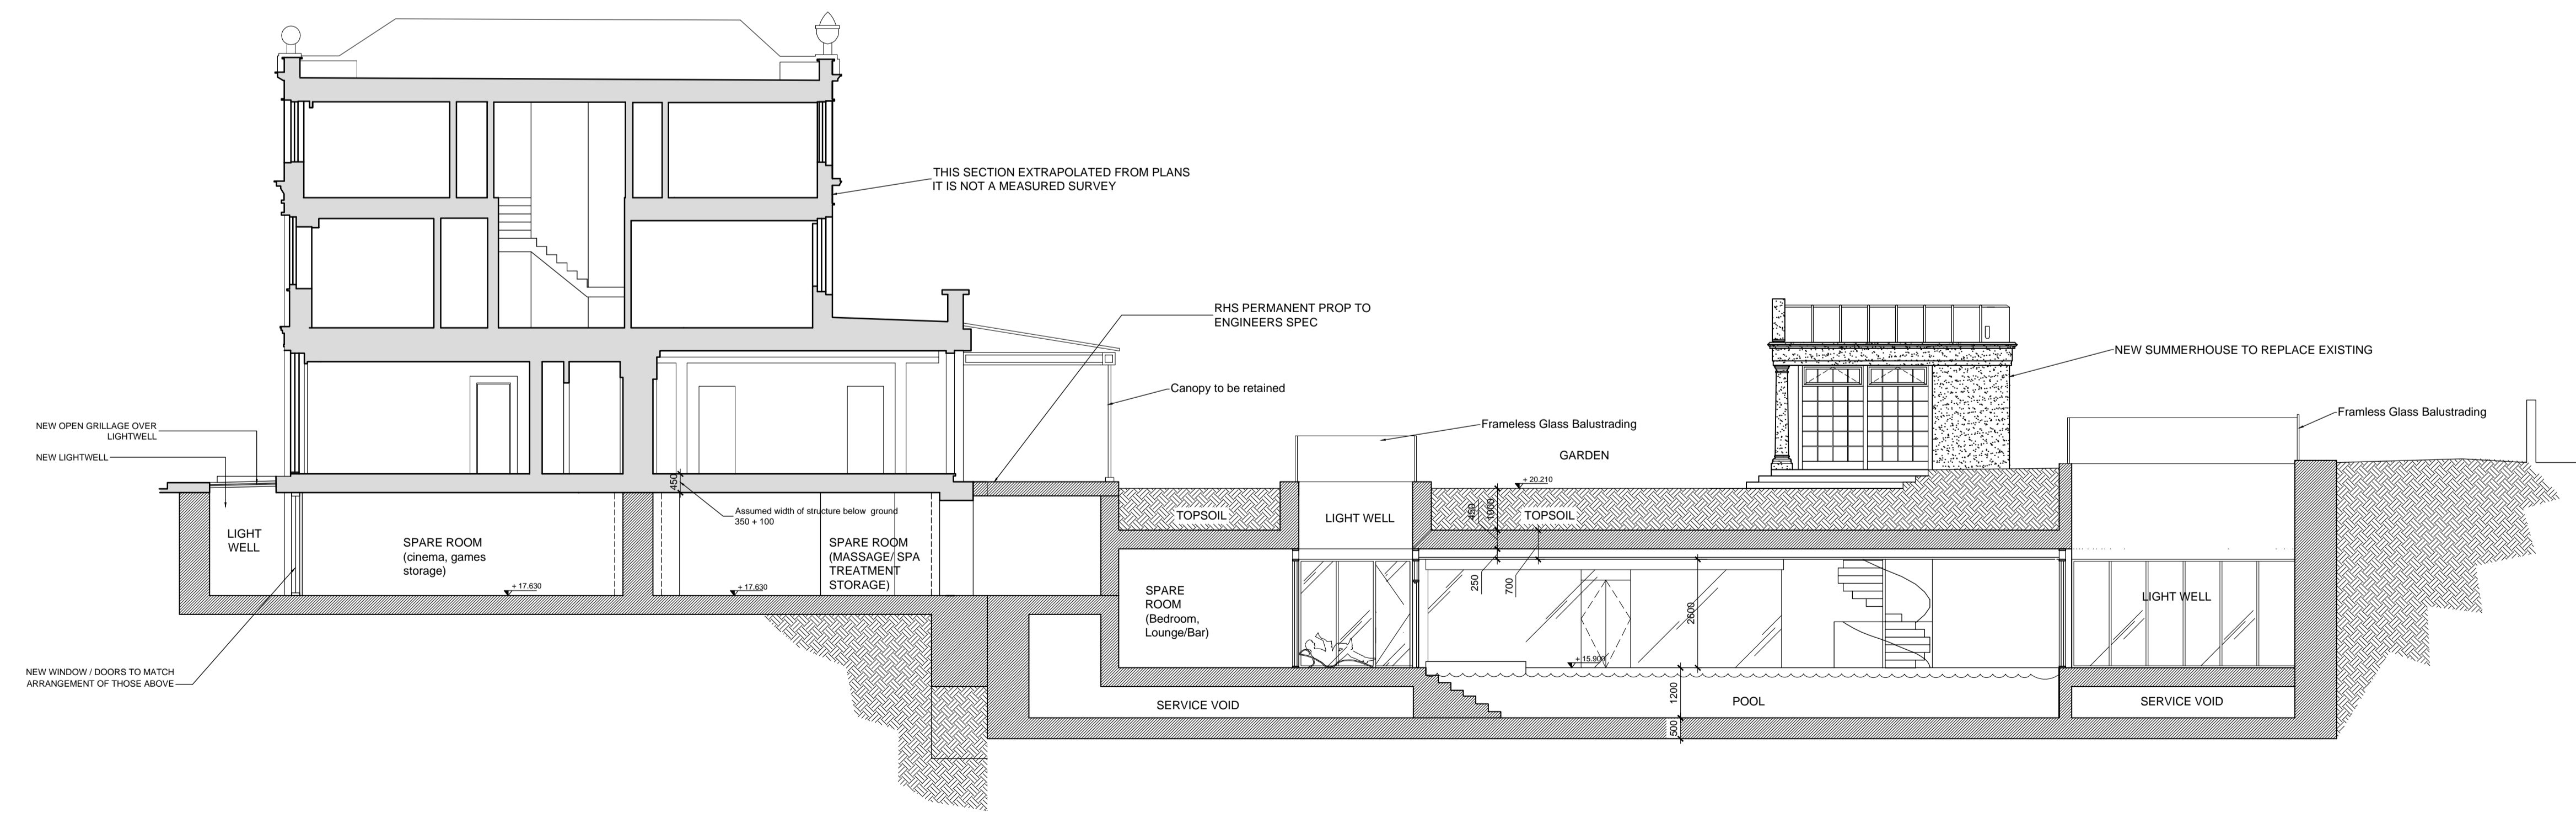 THIS SECTION EXTRAPOLATED FROM PLANS
IT IS NOT A MEASURED SURVEY
RHS PERMANENT PROP TO
ENGINEERS SPEC
NEW SUMMERHOUSE TO REPLACE EXISTING
Canopy to be retained
Frameless Glass Balustrading
Framless Glass Balustrading
GARDEN
NEW OPEN GRILLAGE OVER
LIGHTWELL
NEW LIGHTWELL
450
Assumed width of structure below ground
350 + 100
+ 20.210
TOPSOIL
LIGHT WELL
450
1000
TOPSOIL
LIGHT
WELL
SPARE ROOM
(cinema, games
storage)
+ 17.630
SPARE ROOM
(MASSAGE/ SPA
TREATMENT
STORAGE)
+ 17.630
SPARE
ROOM
(Bedroom,
Lounge/Bar)
250
700
2600
LIGHT WELL
+ 15.900
NEW WINDOW / DOORS TO MATCH
ARRANGEMENT OF THOSE ABOVE
SERVICE VOID
1200
POOL
SERVICE VOID
500